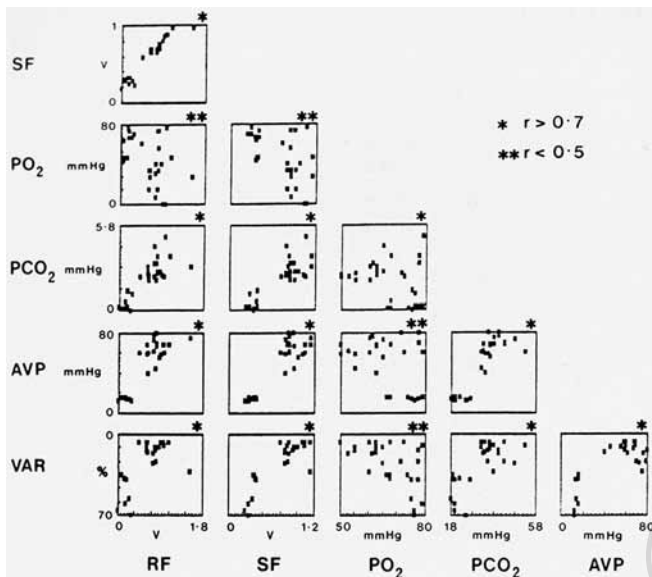 *
1
SF
V
0
**
**
80
* r > 0.7
PO₂ mmHg
** r < 0.5
0
*
*
*
5·8
PCO₂ mmHg
0
*
*
**
*
80
AVP mmHg
0
*
*
**
*
*
0
VAR
%
70
0 V 1·8 0 V 1·2 50 mmHg 80 18 mmHg 58 0 mmHg 80
RF SF PO₂ PCO₂ AVP